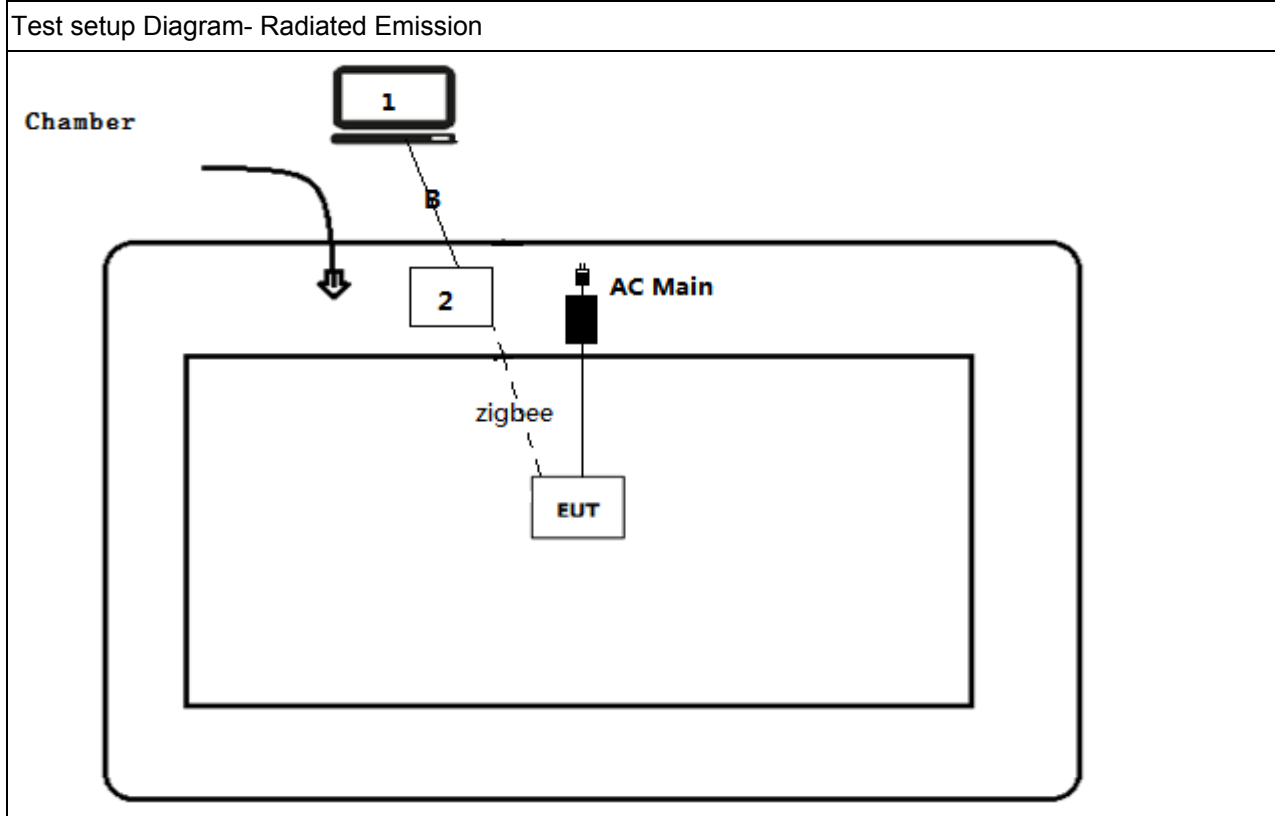 Test setup Diagram- Radiated Emission
1
Chamber
B
2
AC Main
zigbee
EUT